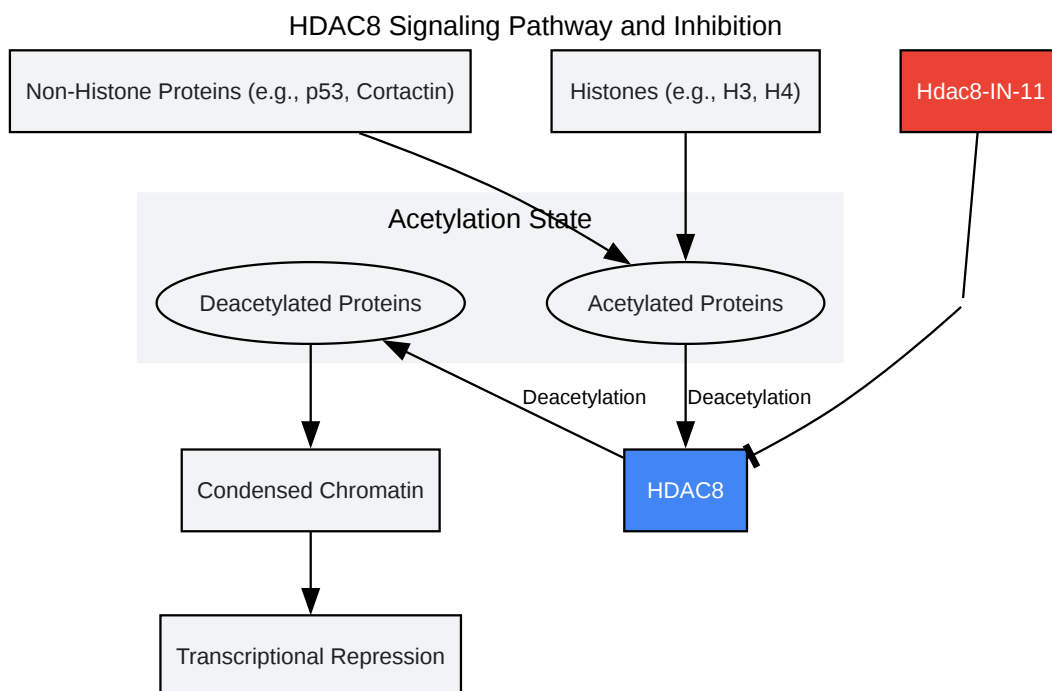 HDAC8 Signaling Pathway and Inhibition
Non-Histone Proteins (e.g., p53, Cortactin)
Histones (e.g., H3, H4)
Hdac8-IN-11
Acetylation State
Deacetylated Proteins
Acetylated Proteins
Deacetylation
Deacetylation
Condensed Chromatin
HDAC8
Transcriptional Repression